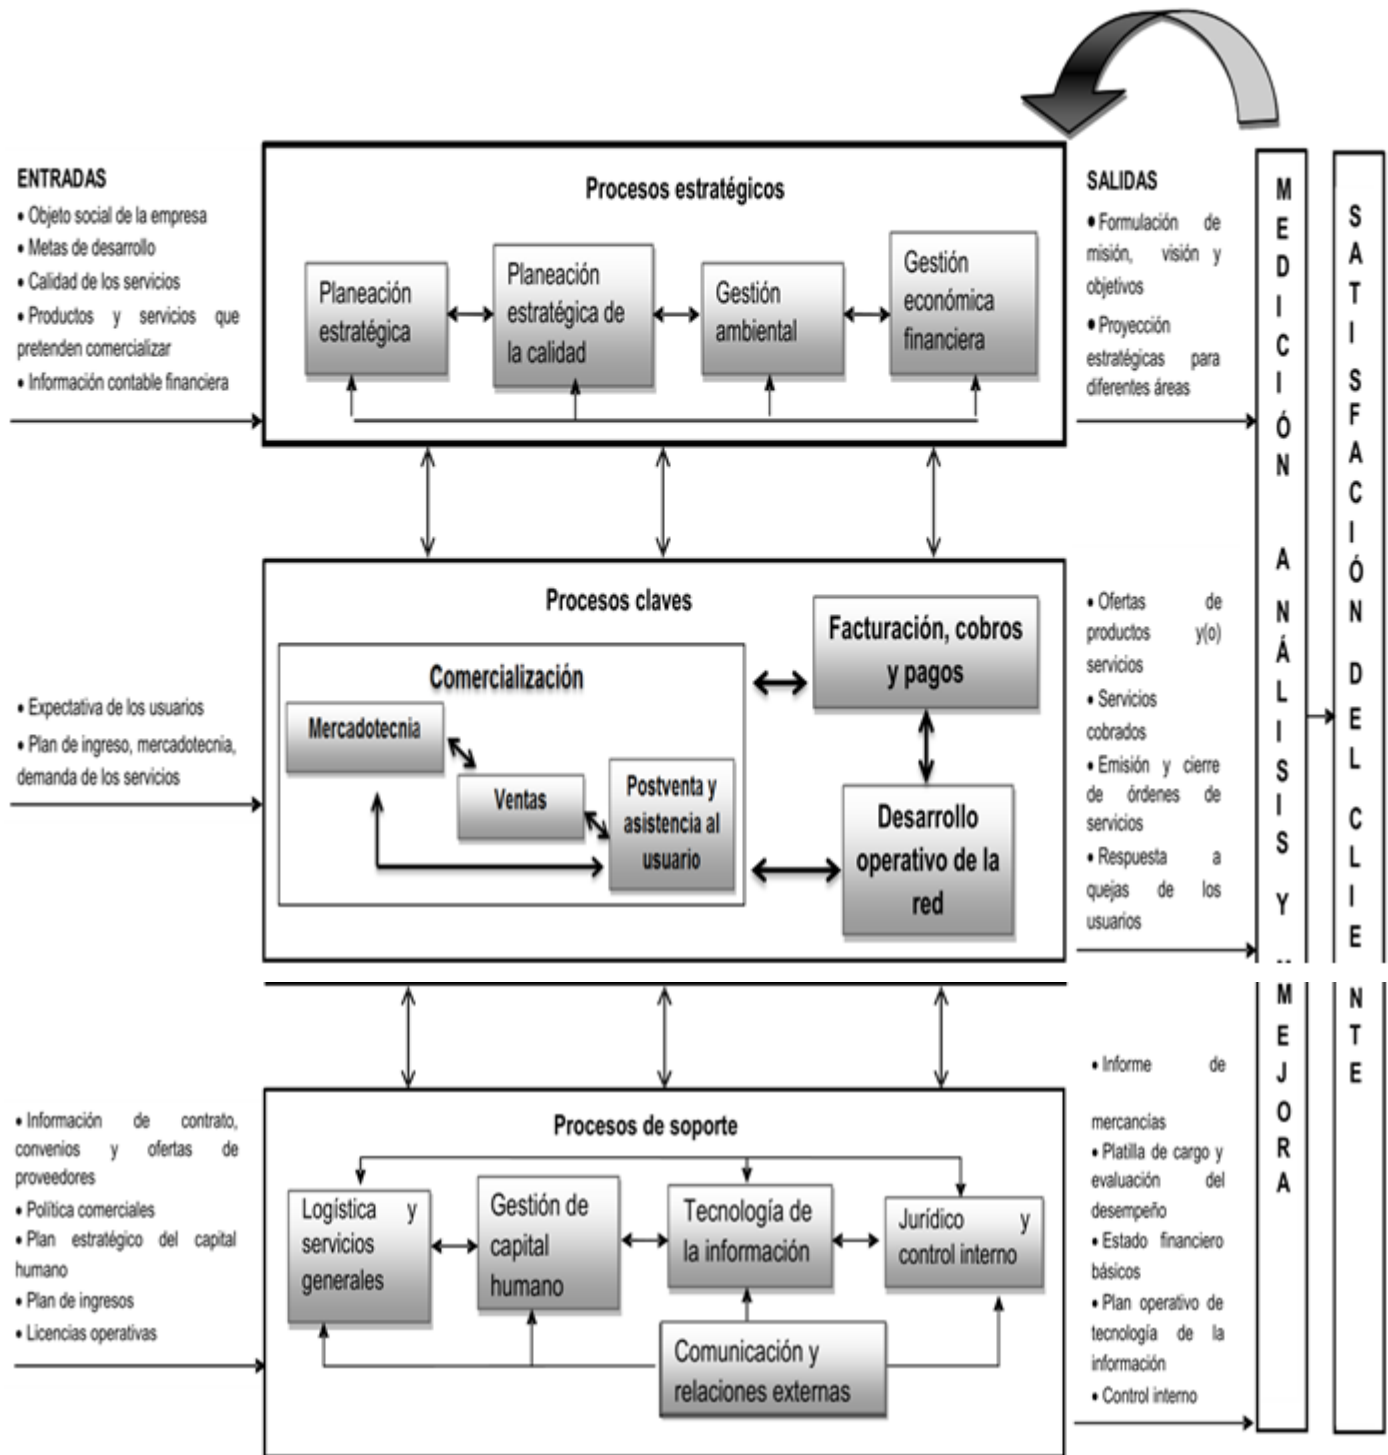 ENTRADAS
• Objeto social de la empresa
• Metas de desarrollo
• Calidad de los servicios
• Productos y servicios que
pretenden comercializar
• Información contable financiera
Procesos estratégicos
Planeación
estratégica
Planeación
estratégica de
la calidad
Gestión
ambiental
Gestión
económica
financiera
SALIDAS
• Formulación de
misión, visión y
objetivos
• Proyección
estratégicas para
diferentes áreas
• Expectativa de los usuarios
• Plan de ingreso, mercadotecnia,
demanda de los servicios
Procesos claves
Comercialización
Mercadotecnia
Ventas
Postventa y
asistencia al
usuario
Facturación, cobros
y pagos
Desarrollo
operativo de la
red
• Ofertas de
productos y(o)
servicios
• Servicios
cobrados
• Emisión y cierre
de órdenes de
servicios
• Respuesta a
quejas de los
usuarios
• Información de contrato,
convenios y ofertas de
proveedores
• Política comerciales
• Plan estratégico del capital
humano
• Plan de ingresos
• Licencias operativas
Procesos de soporte
Logística y
servicios
generales
Gestión de
capital
humano
Tecnología de
la información
Jurídico y
control interno
Comunicación y
relaciones externas
• Informe de
mercancías
• Platilla de cargo y
evaluación del
desempeño
• Estado financiero
básicos
• Plan operativo de
tecnología de la
información
• Control interno
MEDICIÓN ANÁLISIS Y MEJORA
SATISFACIÓN DEL CLIENTE